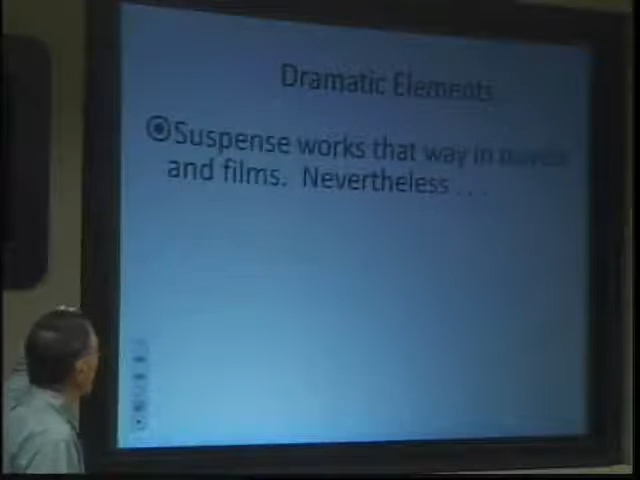 Dramatic Elements
Suspense works that way in
and films. Nevertheless . . .